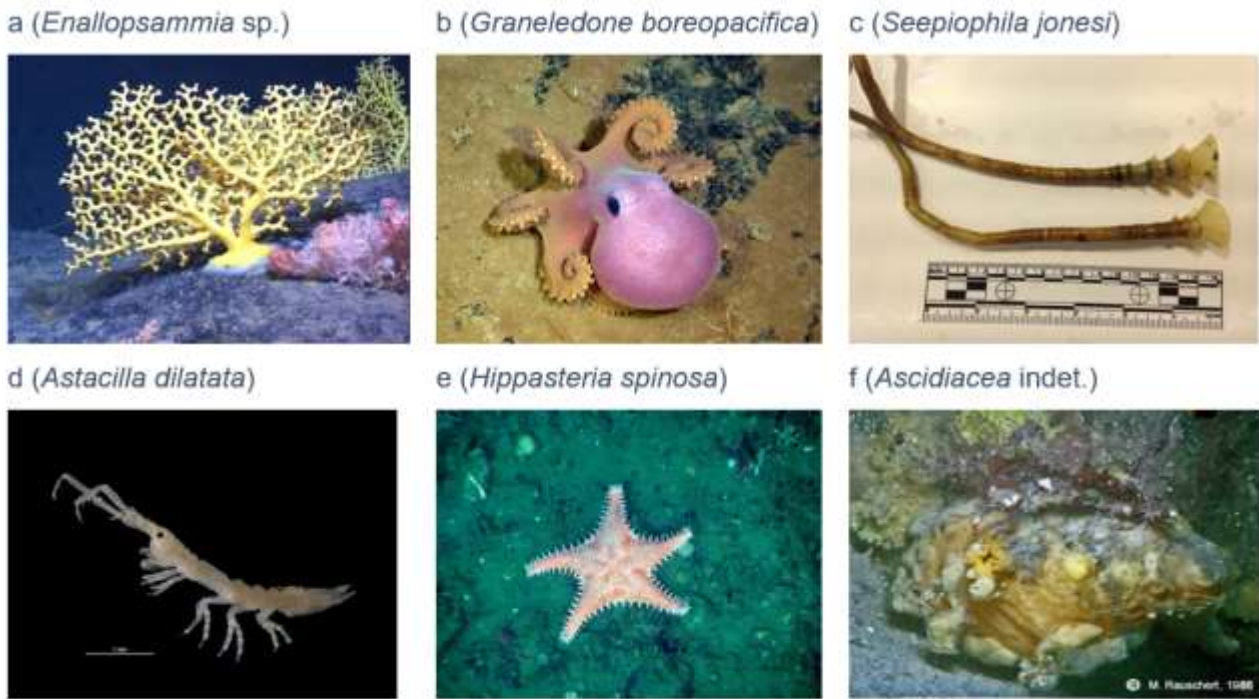 a (Enallopsammia sp.)
b (Graneledone boreopacifica)
c (Seepiophila jonesi)
d (Astacilla dilatata)
e (Hippasteria spinosa)
f (Ascidiacea indet.)
© M. Rauschert, 1986